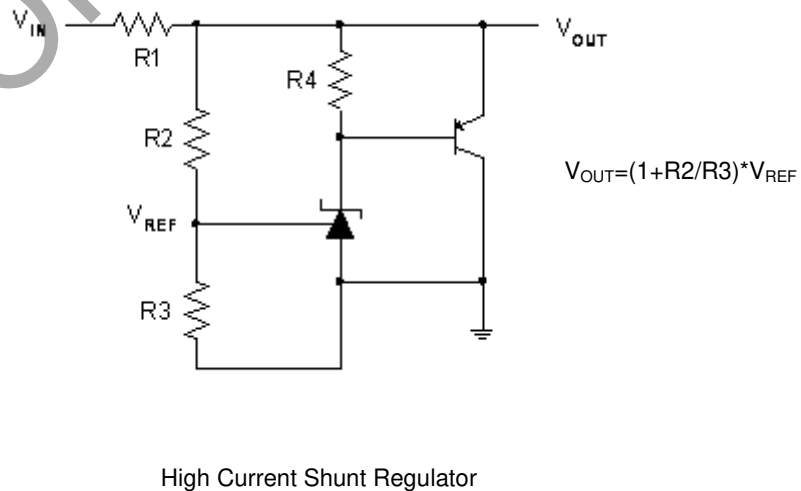 VIN
R1
VOUT
R4
R2
VOUT=(1+R2/R3)*VREF
VREF
R3
High Current Shunt Regulator